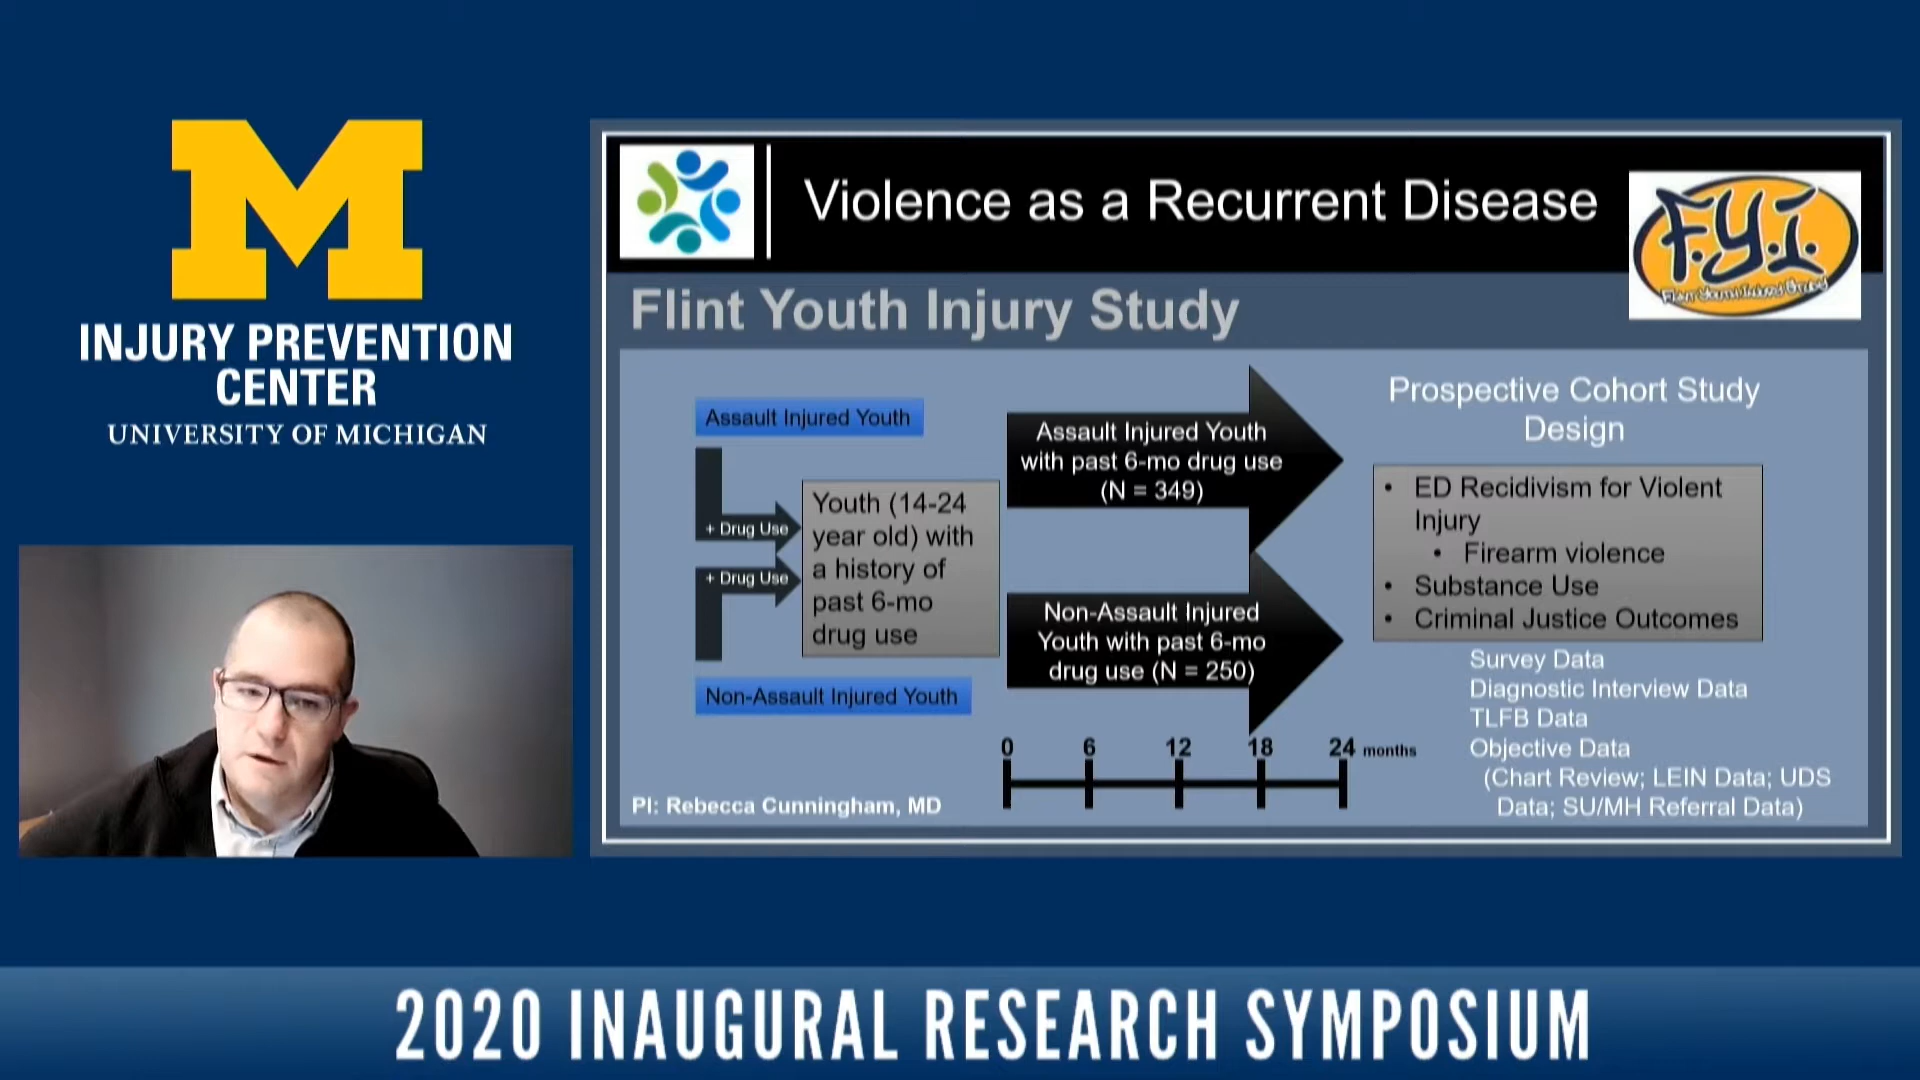 M
INJURY PREVENTION
CENTER
UNIVERSITY OF MICHIGAN
Violence as a Recurrent Disease
F.Y.I.
Flint Youth Injury Study
Flint Youth Injury Study
Assault Injured Youth
+ Drug Use
+ Drug Use
Non-Assault Injured Youth
Youth (14-24
year old) with
a history of
past 6-mo
drug use
Assault Injured Youth
with past 6-mo drug use
(N = 349)
Non-Assault Injured
Youth with past 6-mo
drug use (N = 250)
0 6 12 18 24 months
PI: Rebecca Cunningham, MD
Prospective Cohort Study
Design
• ED Recidivism for Violent
Injury
• Firearm violence
• Substance Use
• Criminal Justice Outcomes
Survey Data
Diagnostic Interview Data
TLFB Data
Objective Data
(Chart Review; LEIN Data; UDS
Data; SU/MH Referral Data)
2020 INAUGURAL RESEARCH SYMPOSIUM